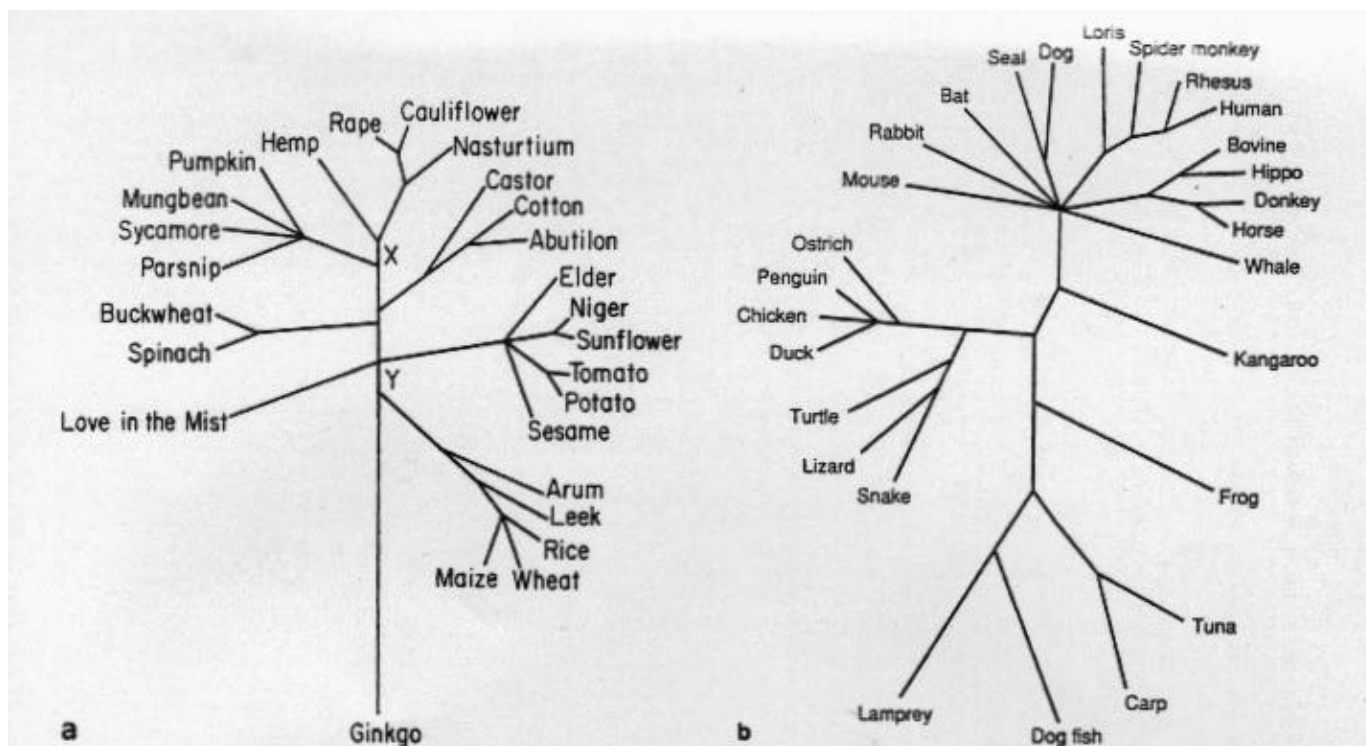 Rape
Cauliflower
Hemp
Nasturtium
Pumpkin
Castor
Mungbean
Cotton
Sycamore
Abutilon
Parsnip
X
Elder
Buckwheat
Niger
Spinach
Sunflower
Y
Tomato
Love in the Mist
Potato
Sesame
Arum
Leek
Rice
Maize
Wheat
a
Ginkgo
Loris
Spider monkey
Seal
Dog
Rhesus
Bat
Human
Rabbit
Bovine
Mouse
Hippo
Donkey
Horse
Ostrich
Whale
Penguin
Chicken
Duck
Kangaroo
Turtle
Lizard
Snake
Frog
Tuna
Carp
Lamprey
b
Dog fish